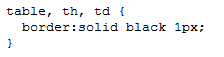 table, th, td {
  border:solid black 1px;
}